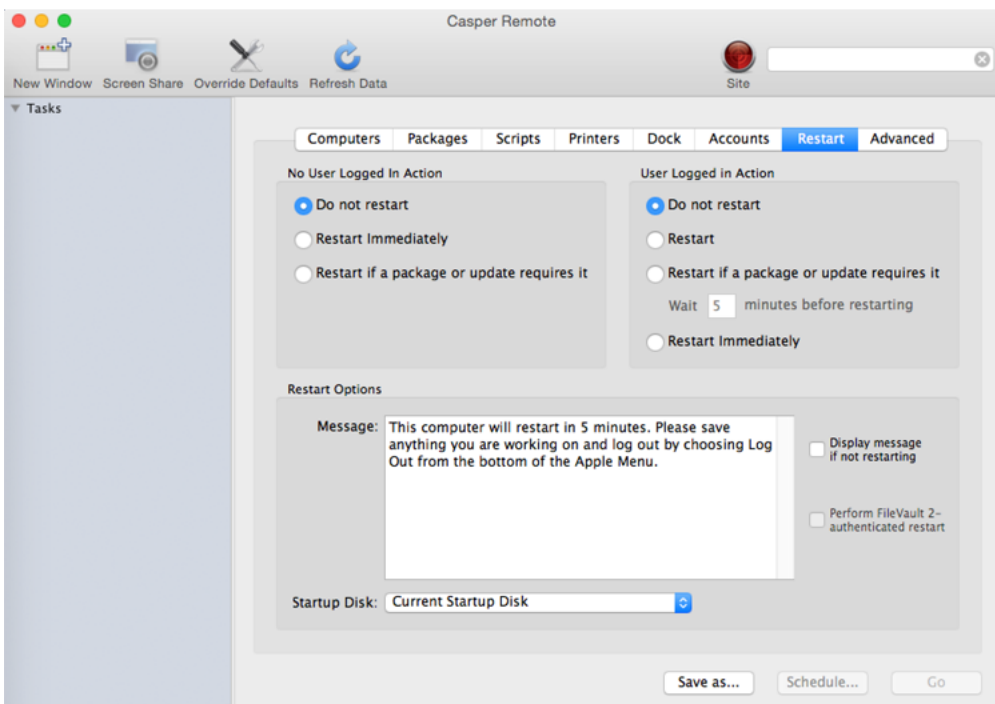 Casper Remote
New Window Screen Share Override Defaults Refresh Data Site
Tasks
Computers Packages Scripts Printers Dock Accounts Restart Advanced
No User Logged In Action
Do not restart
Restart Immediately
Restart if a package or update requires it
User Logged in Action
Do not restart
Restart
Restart if a package or update requires it
Wait 5 minutes before restarting
Restart Immediately
Restart Options
Message:
This computer will restart in 5 minutes. Please save
anything you are working on and log out by choosing Log
Out from the bottom of the Apple Menu.
Display message
if not restarting
Perform FileVault 2-
authenticated restart
Startup Disk: Current Startup Disk
Save as... Schedule... Go